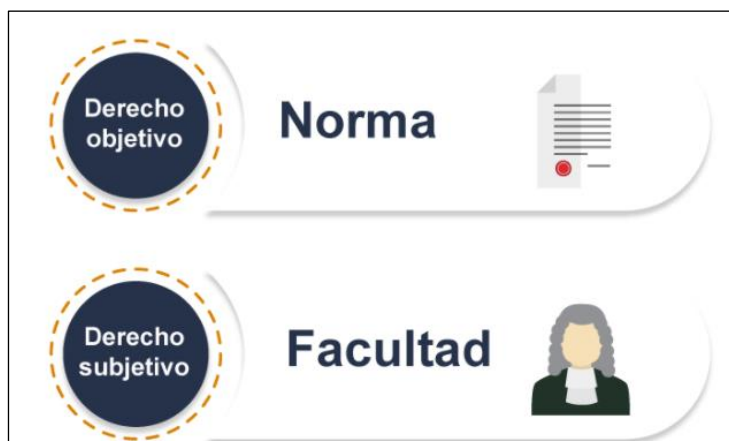 Derecho
objetivo
Norma
Derecho
subjetivo
Facultad